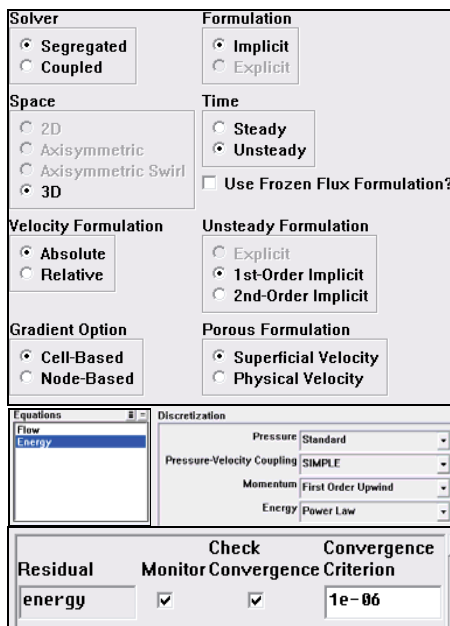 Solver
Formulation
Segregated
Coupled
Implicit
Explicit
Space
Time
2D
Axisymmetric
Axisymmetric Swirl
3D
Steady
Unsteady
Use Frozen Flux Formulation?
Velocity Formulation
Unsteady Formulation
Absolute
Relative
Explicit
1st-Order Implicit
2nd-Order Implicit
Gradient Option
Porous Formulation
Cell-Based
Node-Based
Superficial Velocity
Physical Velocity
Equations
Flow
Energy
Discretization
Pressure Standard
Pressure-Velocity Coupling SIMPLE
Momentum First Order Upwind
Energy Power Law
Residual Monitor Check Convergence Convergence Criterion
energy 1e-06